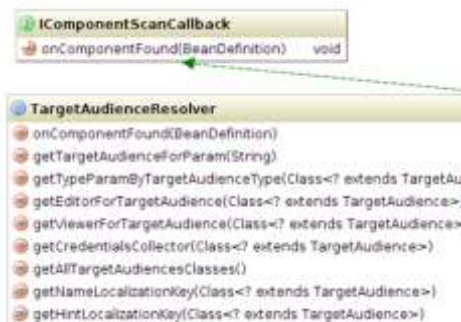 IComponentScanCallback
onComponentFound(BeanDefinition) void
TargetAudienceResolver
onComponentFound(BeanDefinition)
getTargetAudienceForParam(String)
getTypeParamByTargetAudienceType(Class<? extends TargetAu
getEditorForTargetAudience(Class<? extends TargetAudience>
getViewerForTargetAudience(Class<? extends TargetAudience>
getCredentialsCollector(Class<? extends TargetAudience>)
getAllTargetAudiencesClasses()
getNameLocalizationKey(Class<? extends TargetAudience>)
getHintLocalizationKey(Class<? extends TargetAudience>)